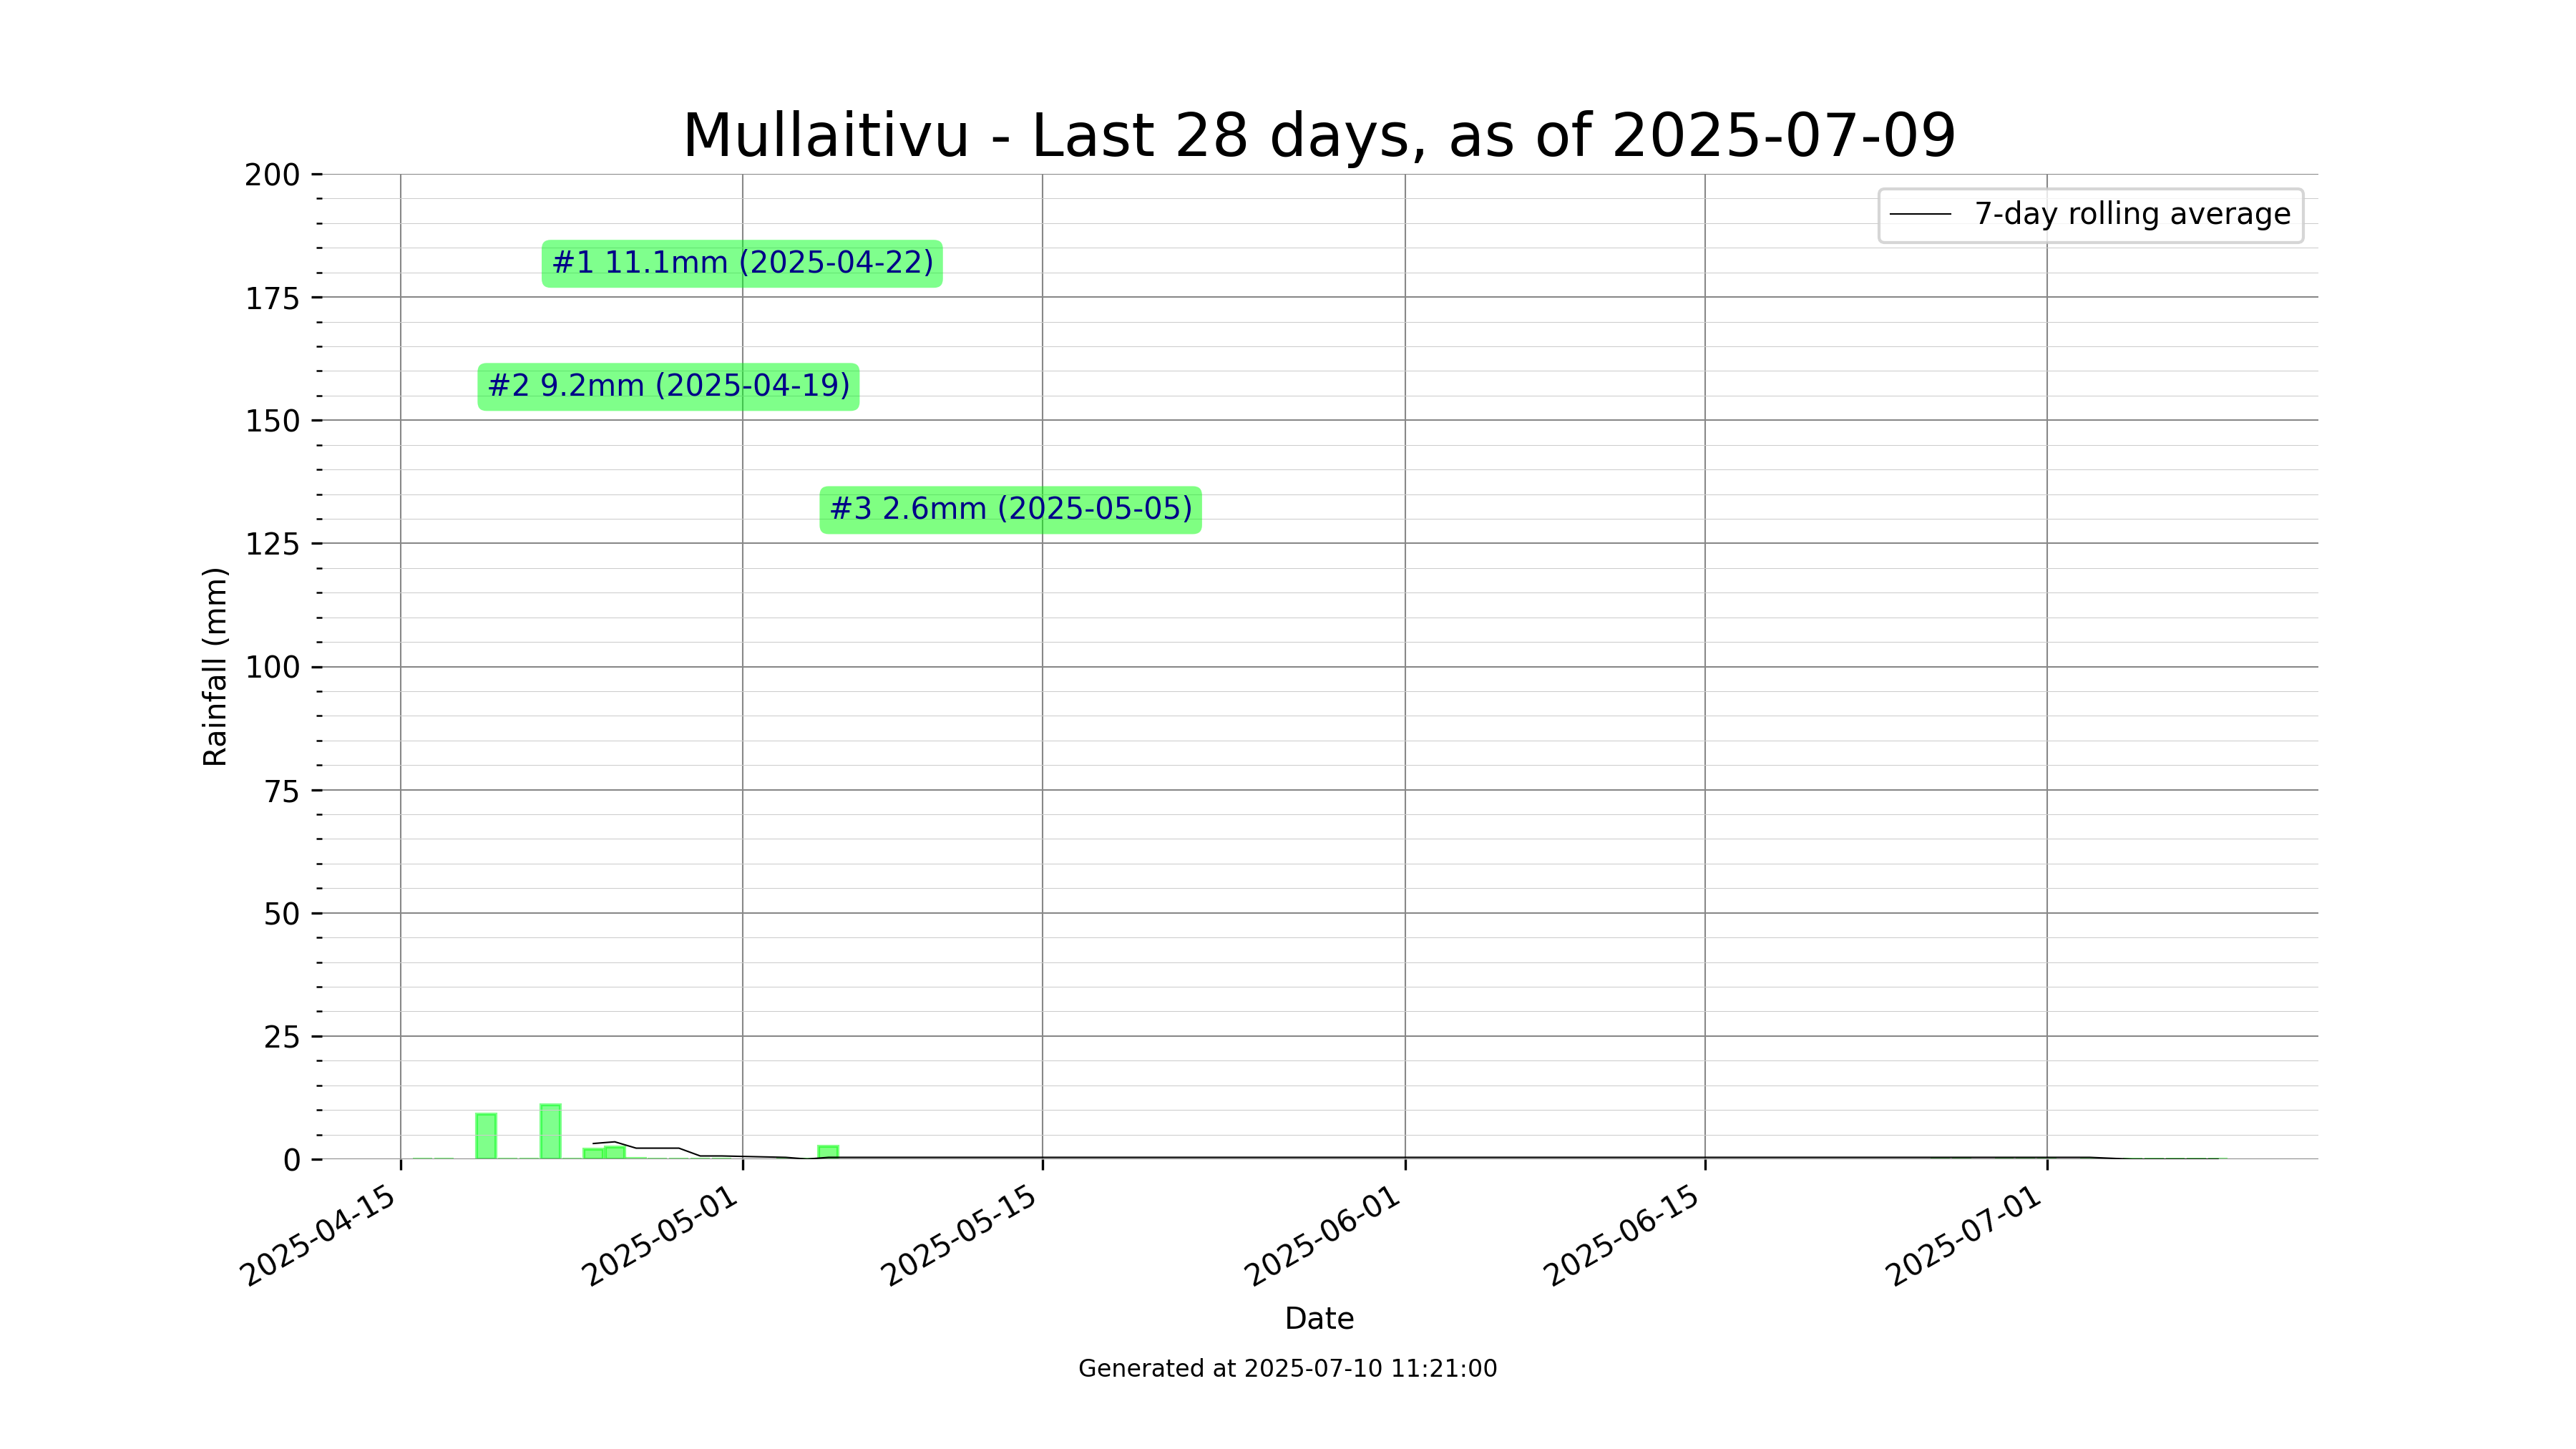 Mullaitivu - Last 28 days, as of 2025-07-09
7-day rolling average
#1 11.1mm (2025-04-22)
#2 9.2mm (2025-04-19)
#3 2.6mm (2025-05-05)
Rainfall (mm)
200
175
150
125
100
75
50
25
0
2025-04-15
2025-05-01
2025-05-15
2025-06-01
2025-06-15
2025-07-01
Date
Generated at 2025-07-10 11:21:00